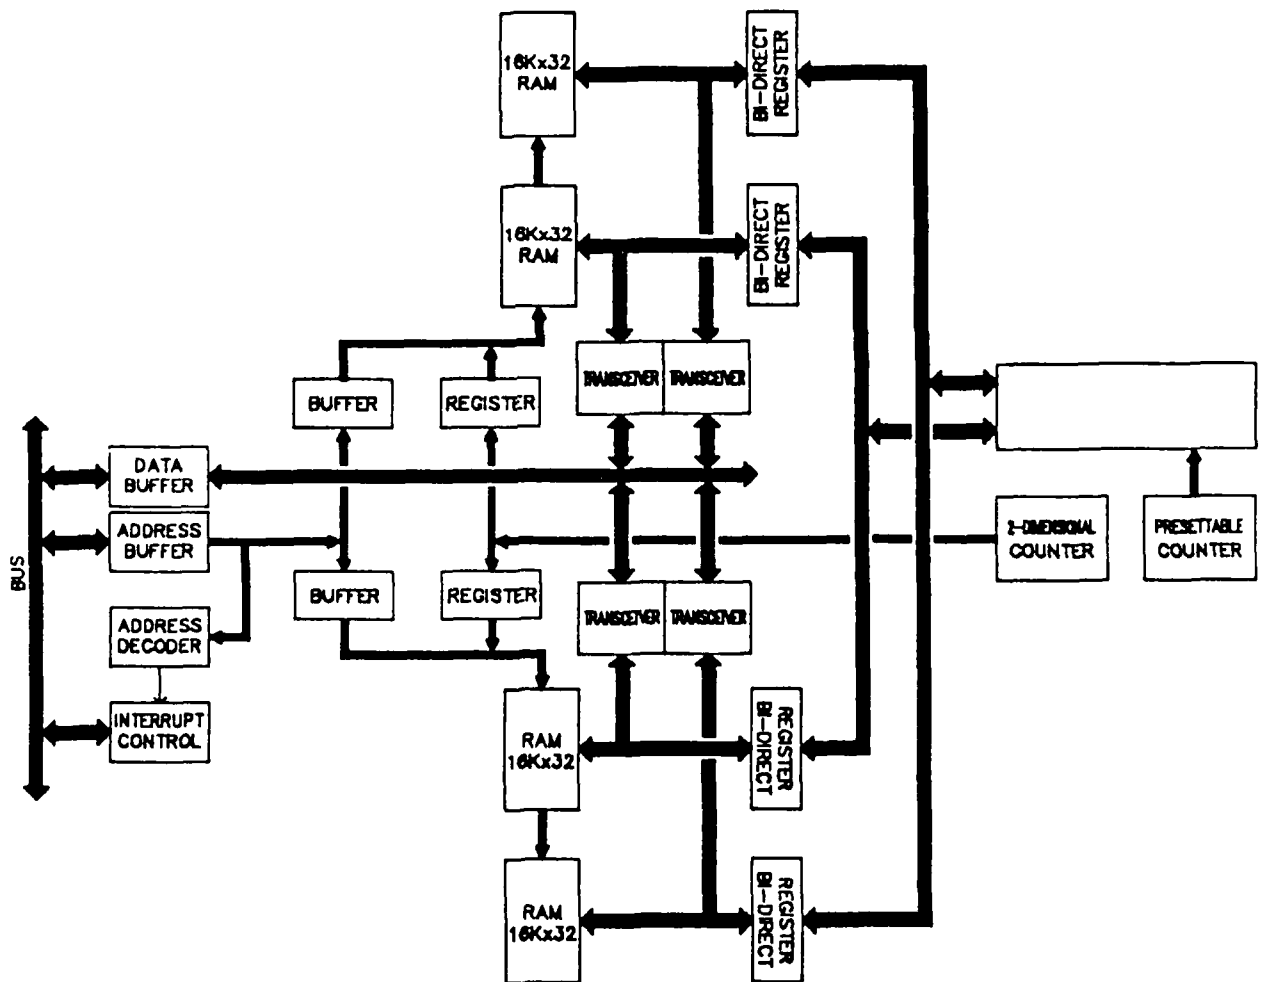 16Kx32
RAM
BI-DIRECT
REGISTER
16Kx32
RAM
BI-DIRECT
REGISTER
TRANSCEIVER
TRANSCEIVER
BUFFER
REGISTER
DATA
BUFFER
ADDRESS
BUFFER
2-DIMENSIONAL
COUNTER
PRESETTABLE
COUNTER
BUS
BUFFER
REGISTER
TRANSCEIVER
TRANSCEIVER
ADDRESS
DECODER
INTERRUPT
CONTROL
RAM
16Kx32
REGISTER
BI-DIRECT
RAM
16Kx32
REGISTER
BI-DIRECT